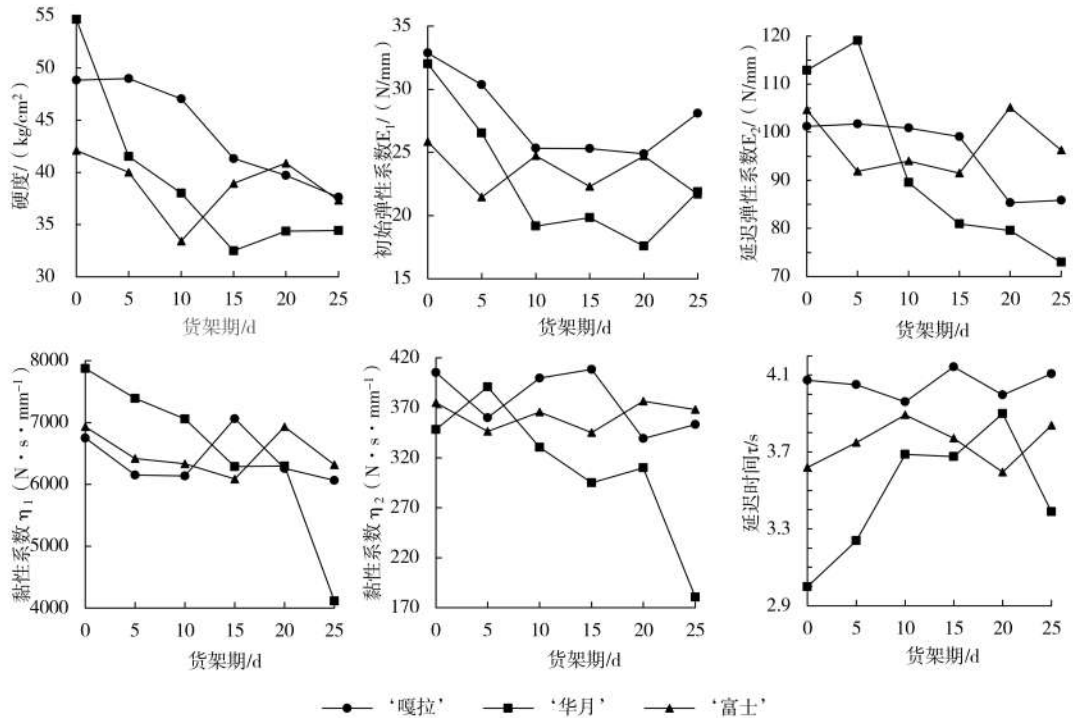 硬度/(kg/cm²)
55
50
45
40
35
30
0 5 10 15 20 25
货架期/d
初始弹性系数E₁/(N/mm)
35
30
25
20
15
0 5 10 15 20 25
货架期/d
延迟弹性系数E₂/(N/mm)
120
110
100
90
80
70
0 5 10 15 20 25
货架期/d
黏性系数 η₁(N·s·mm⁻¹)
8000
7000
6000
5000
4000
0 5 10 15 20 25
货架期/d
黏性系数 η₂(N·s·mm⁻¹)
420
370
320
270
220
170
0 5 10 15 20 25
货架期/d
延迟时间τ/s
4.1
3.7
3.3
2.9
0 5 10 15 20 25
货架期/d
‘嘎拉’ ‘华月’ ‘富士’